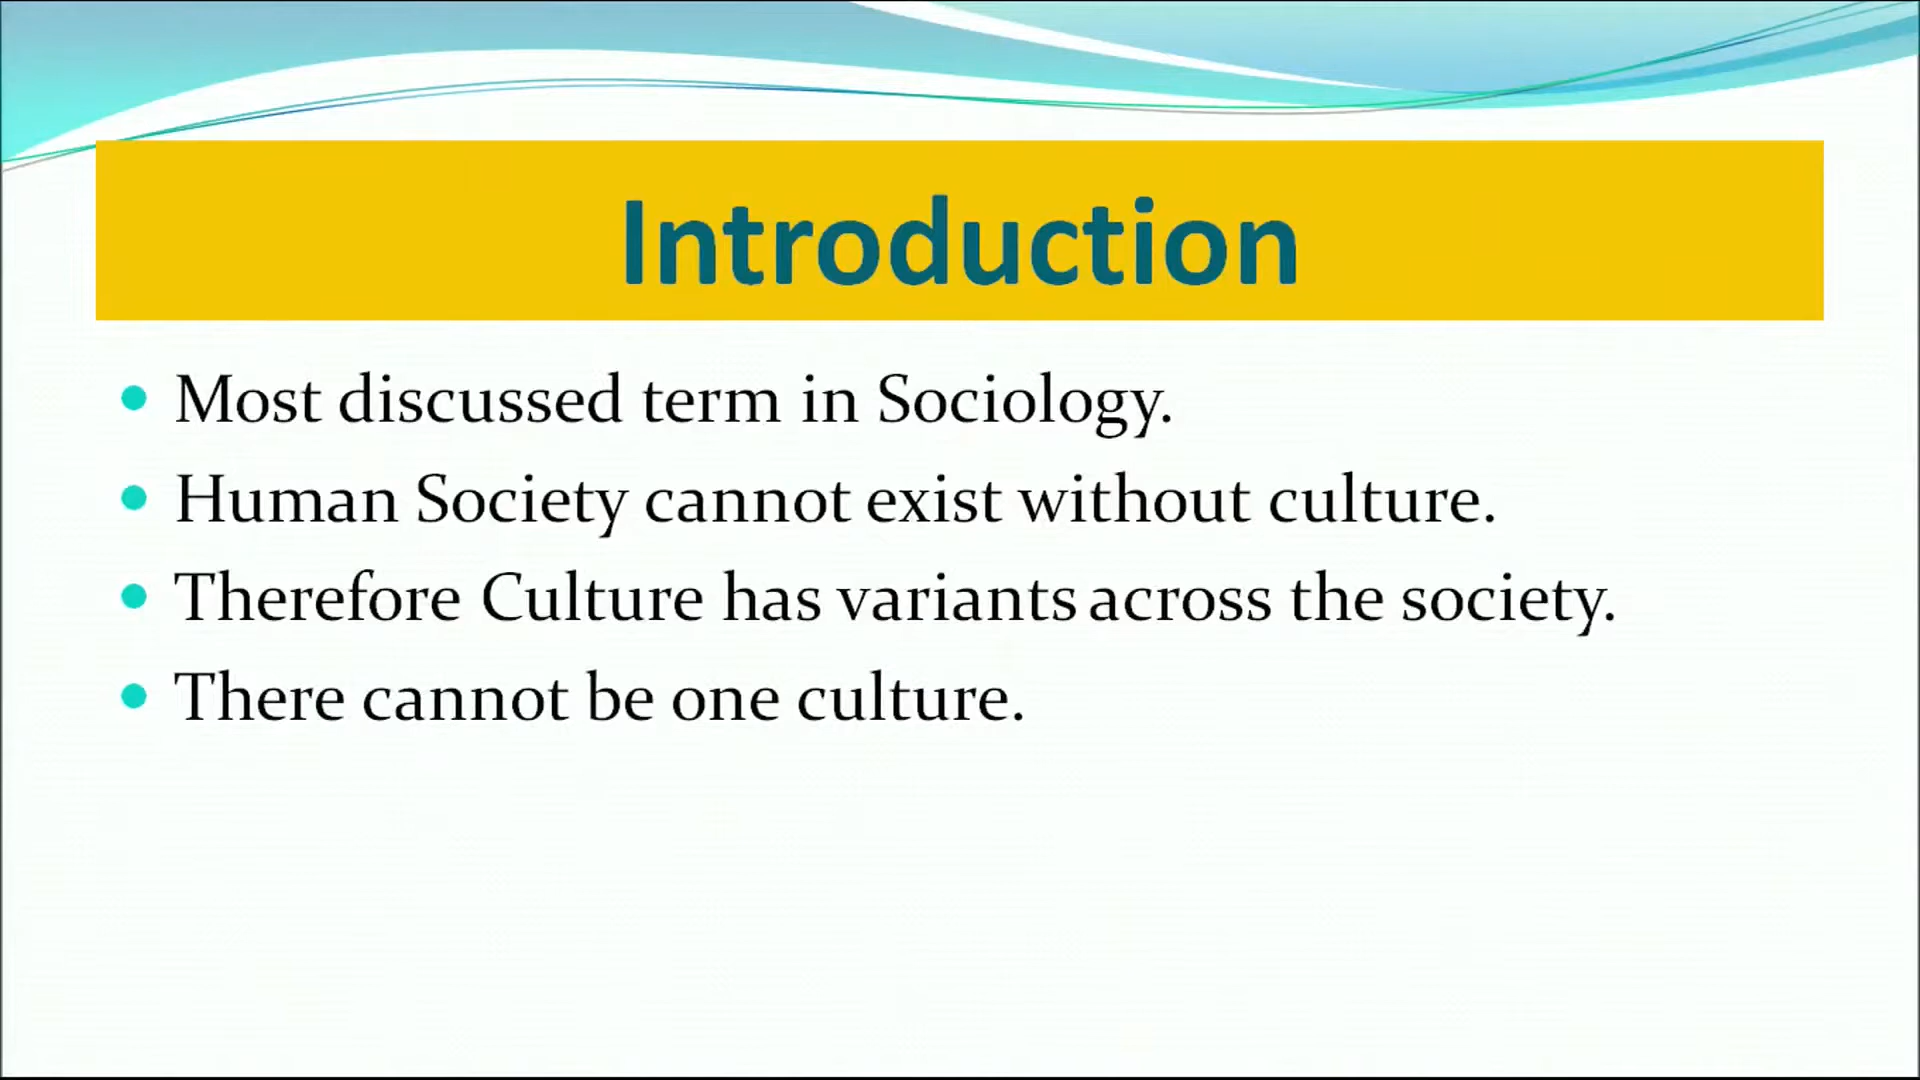 Introduction
Most discussed term in Sociology.
Human Society cannot exist without culture.
Therefore Culture has variants across the society.
There cannot be one culture.